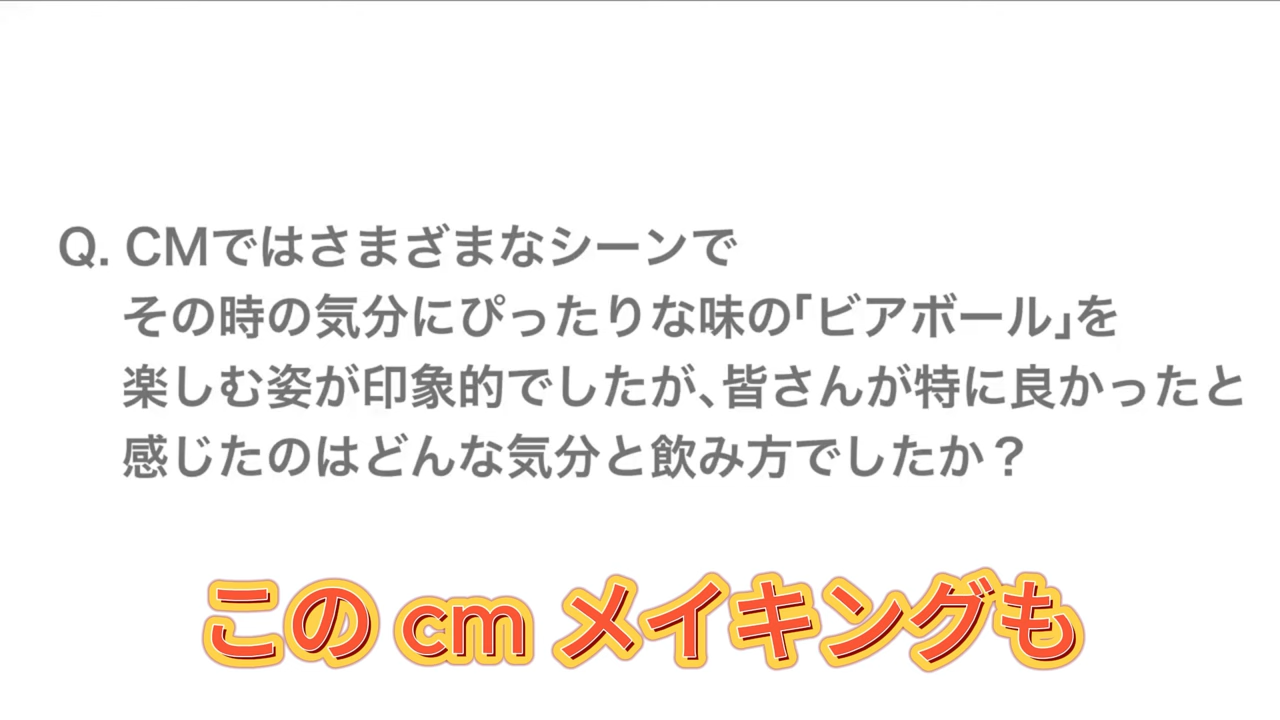 Q. CMではさまざまなシーンで
その時の気分にぴったりな味の「ビアボール」を
楽しむ姿が印象的でしたが、皆さんが特に良かったと
感じたのはどんな気分と飲み方でしたか？
この cm メイキングも